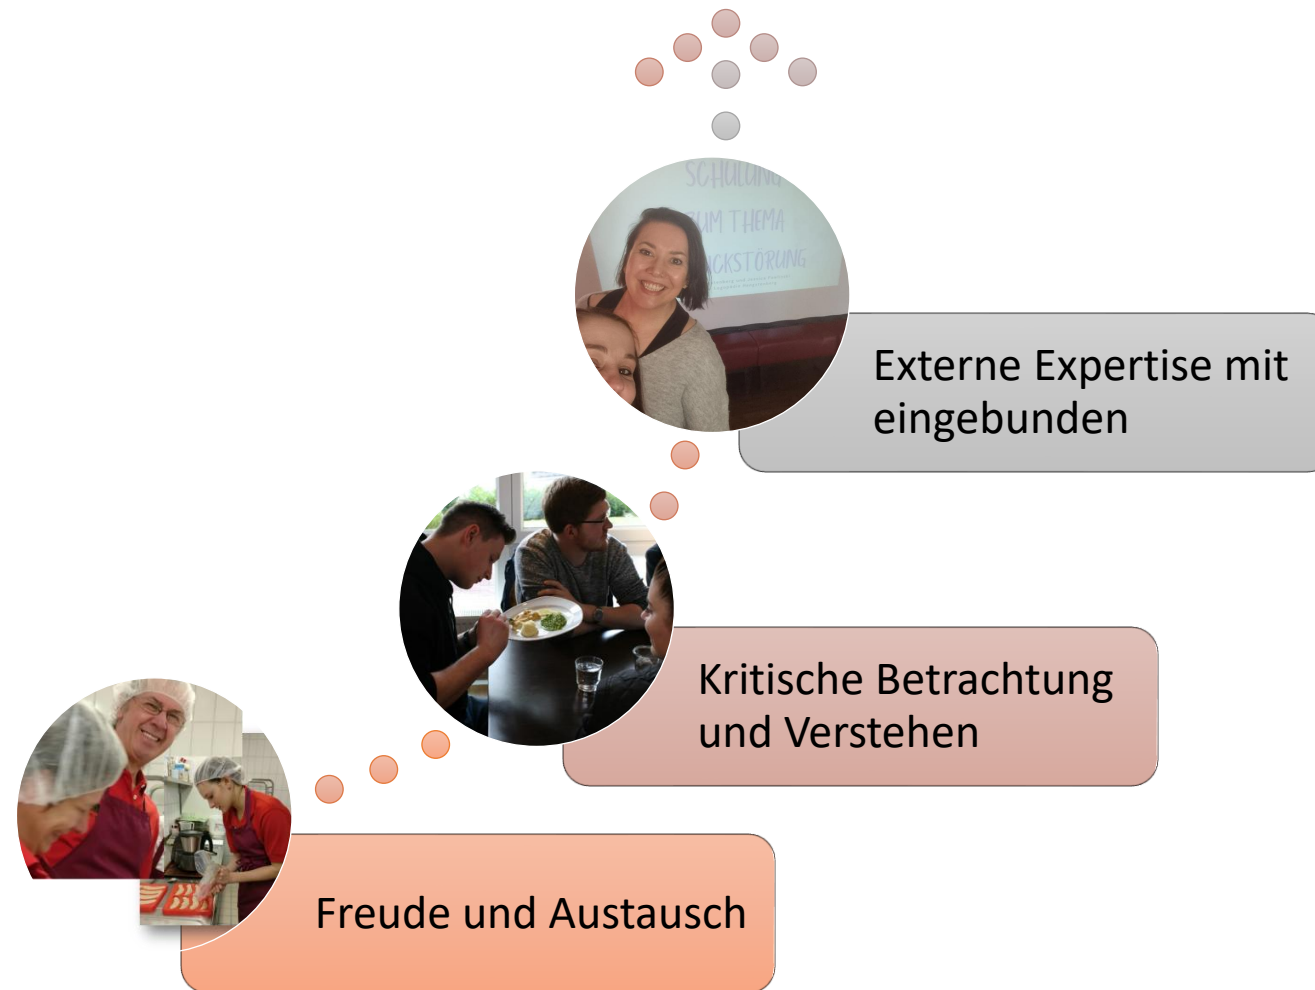 SCHULUNG
ZUM THEMA
Externe Expertise mit
eingebunden
Kritische Betrachtung
und Verstehen
Freude und Austausch